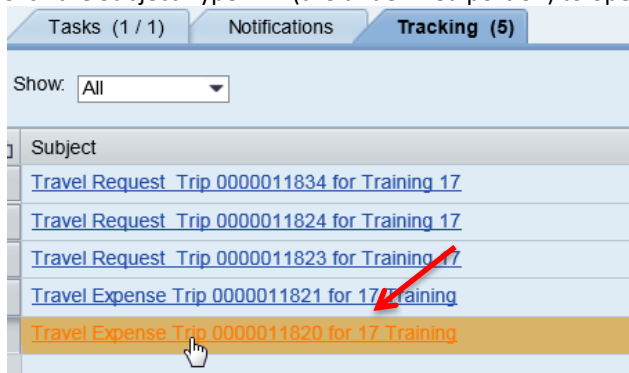 Tasks (1 / 1) Notifications Tracking (5)
Show: All
Subject
Travel Request Trip 0000011834 for Training 17
Travel Request Trip 0000011824 for Training 17
Travel Request Trip 0000011823 for Training 17
Travel Expense Trip 0000011821 for 17 Training
Travel Expense Trip 0000011820 for 17 Training